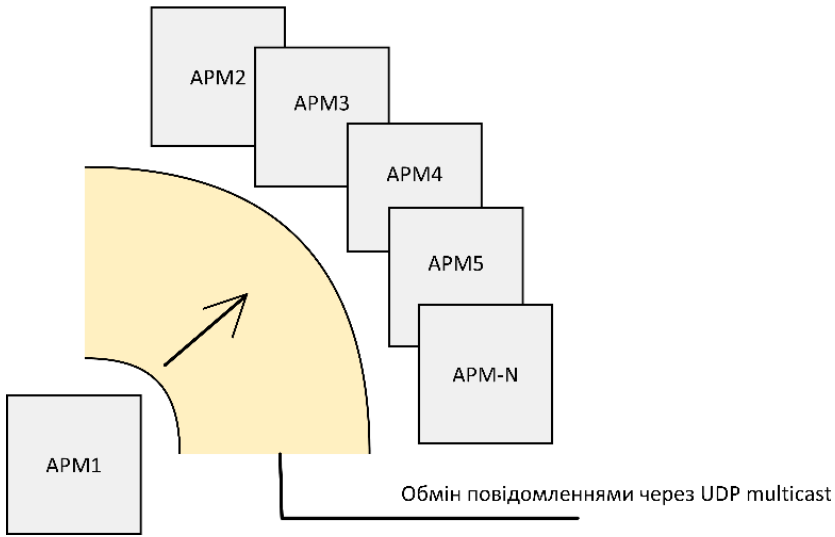 АРМ2
АРМ3
АРМ4
АРМ5
АРМ-N
АРМ1
Обмін повідомленнями через UDP multicast